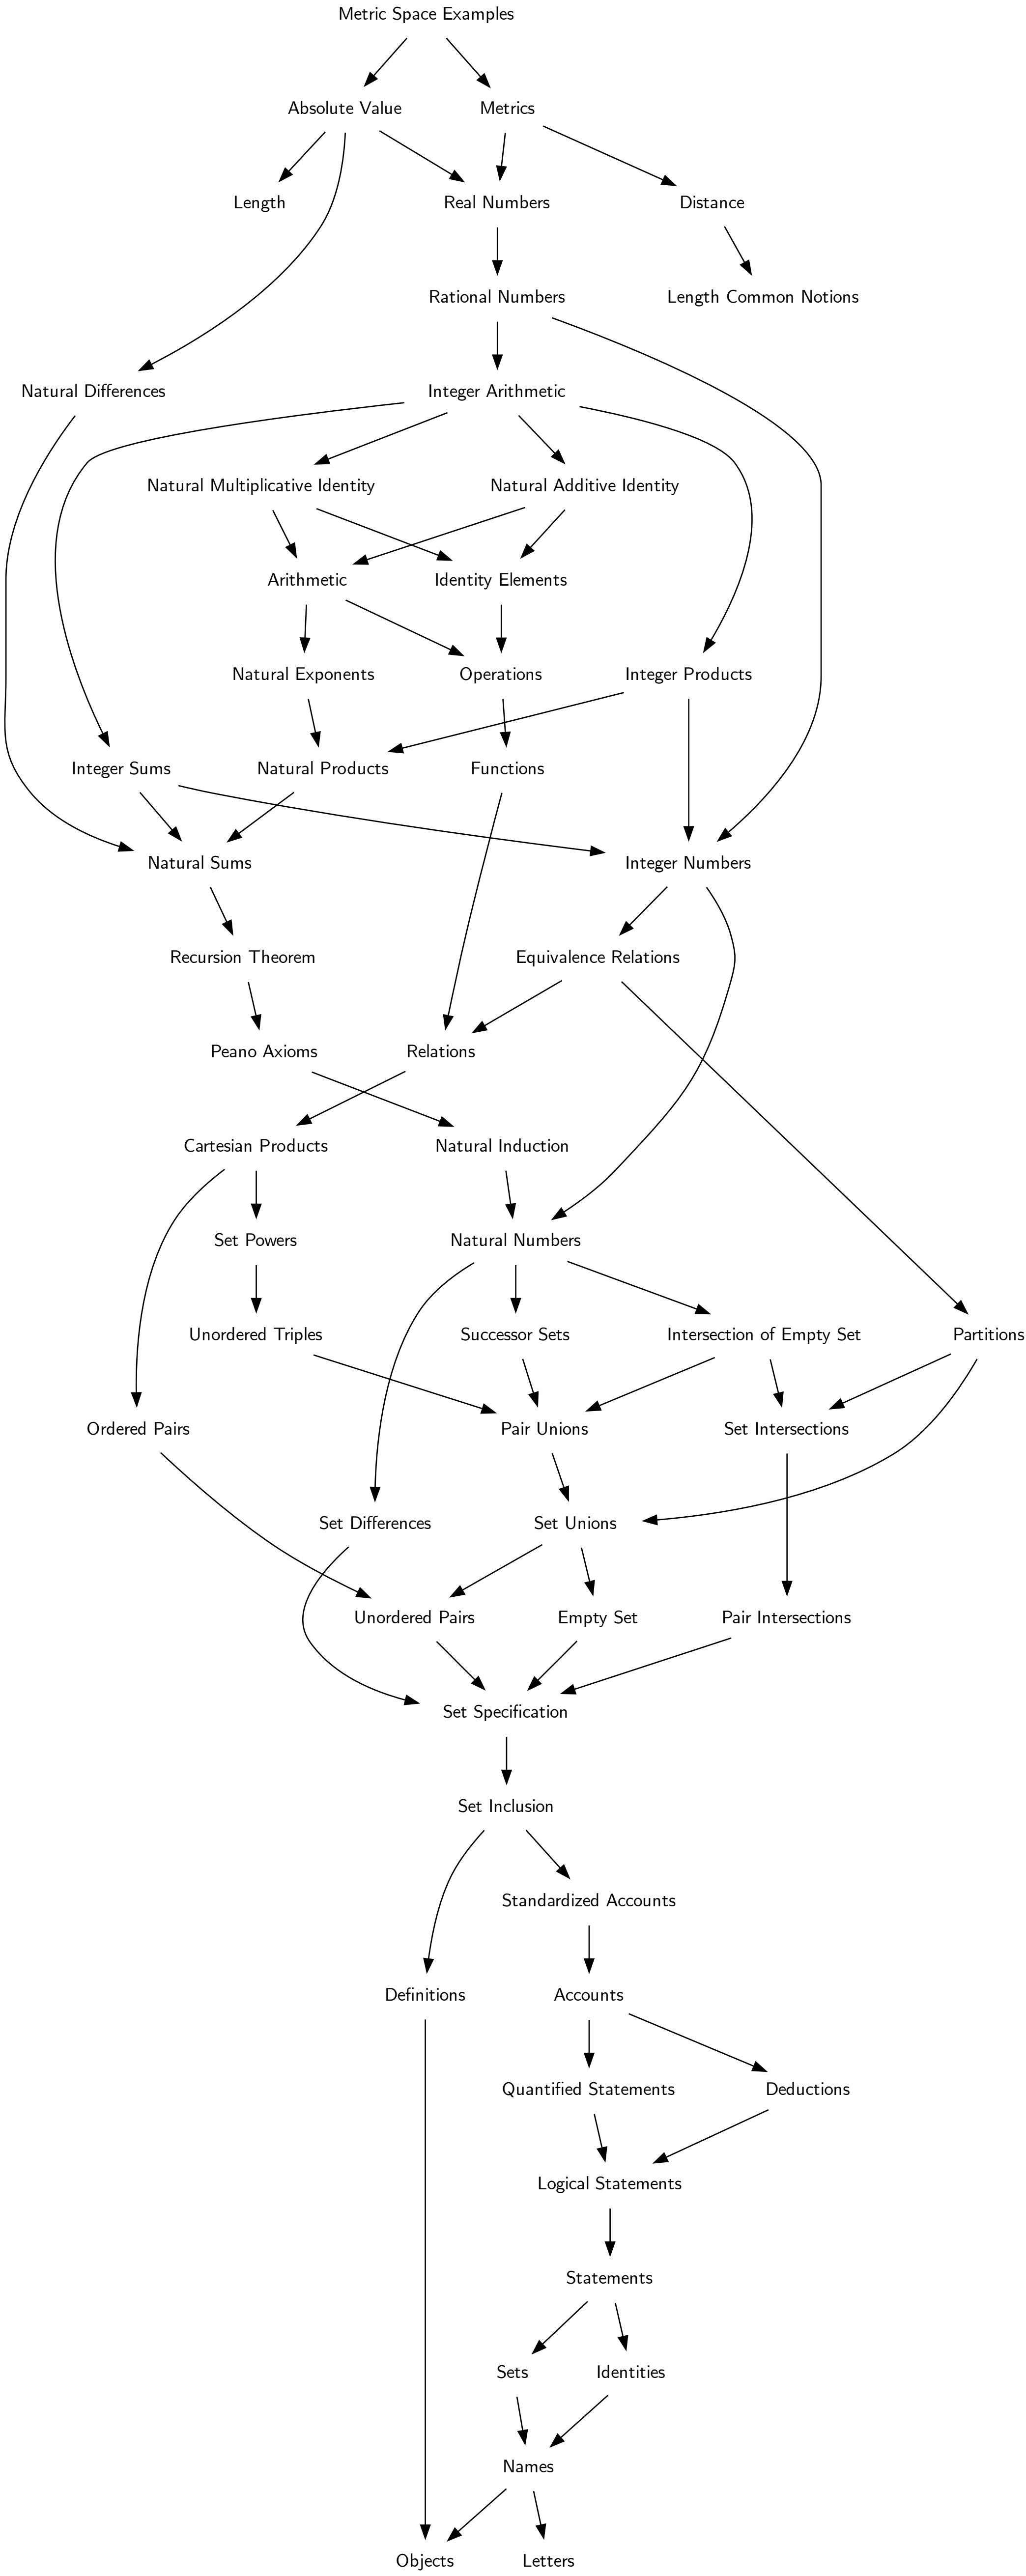 Metric Space Examples
Absolute Value
Metrics
Length
Real Numbers
Distance
Rational Numbers
Length Common Notions
Natural Differences
Integer Arithmetic
Natural Multiplicative Identity
Natural Additive Identity
Arithmetic
Identity Elements
Natural Exponents
Operations
Integer Products
Integer Sums
Natural Products
Functions
Natural Sums
Integer Numbers
Recursion Theorem
Equivalence Relations
Peano Axioms
Relations
Cartesian Products
Natural Induction
Set Powers
Natural Numbers
Unordered Triples
Successor Sets
Intersection of Empty Set
Partitions
Ordered Pairs
Pair Unions
Set Intersections
Set Differences
Set Unions
Unordered Pairs
Empty Set
Pair Intersections
Set Specification
Set Inclusion
Standardized Accounts
Definitions
Accounts
Quantified Statements
Deductions
Logical Statements
Statements
Sets
Identities
Names
Objects
Letters